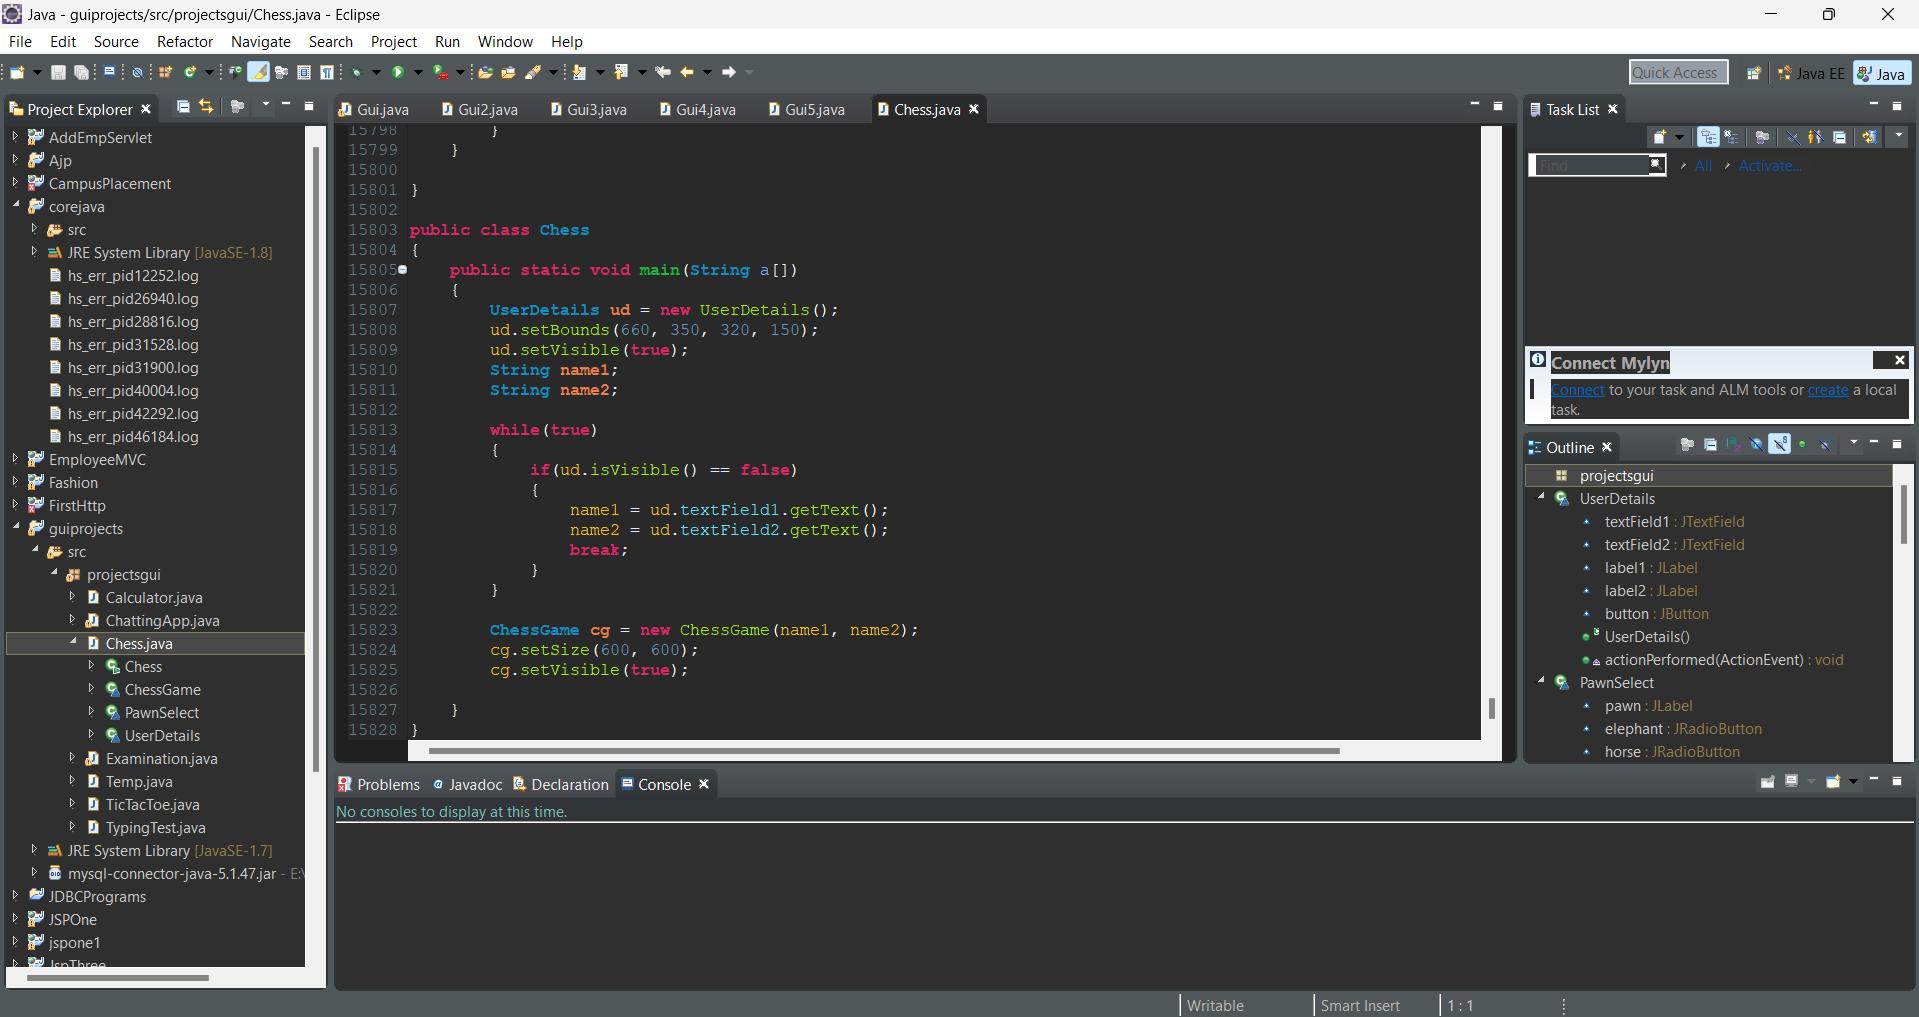 Java - guiprojects/src/projectsgui/Chess.java - Eclipse
File Edit Source Refactor Navigate Search Project Run Window Help
Quick Access
Java EE
Java
Project Explorer
AddEmpServlet
Ajp
CampusPlacement
corejava
src
JRE System Library [JavaSE-1.8]
hs_err_pid12252.log
hs_err_pid26940.log
hs_err_pid28816.log
hs_err_pid31528.log
hs_err_pid31900.log
hs_err_pid40004.log
hs_err_pid42292.log
hs_err_pid46184.log
EmployeeMVC
Fashion
FirstHttp
guiprojects
src
projectsgui
Calculator.java
ChattingApp.java
Chess.java
Chess
ChessGame
PawnSelect
UserDetails
Examination.java
Temp.java
TicTacToe.java
TypingTest.java
JRE System Library [JavaSE-1.7]
mysql-connector-java-5.1.47.jar - E:\
JDBCPrograms
JSPOne
jspone1
JspThree
Gui.java Gui2.java Gui3.java Gui4.java Gui5.java Chess.java
15798 }
15799 }
15800
15801 }
15802
15803 public class Chess
15804 {
15805 public static void main(String a[])
15806 {
15807 UserDetails ud = new UserDetails();
15808 ud.setBounds(660, 350, 320, 150);
15809 ud.setVisible(true);
15810 String name1;
15811 String name2;
15812
15813 while(true)
15814 {
15815 if(ud.isVisible() == false)
15816 {
15817 name1 = ud.textField1.getText();
15818 name2 = ud.textField2.getText();
15819 break;
15820 }
15821 }
15822
15823 ChessGame cg = new ChessGame(name1, name2);
15824 cg.setSize(600, 600);
15825 cg.setVisible(true);
15826
15827 }
15828 }
Task List
Find All Activate...
Connect Mylyn
Connect to your task and ALM tools or create a local
task.
Outline
projectsgui
UserDetails
textField1 : JTextField
textField2 : JTextField
label1 : JLabel
label2 : JLabel
button : JButton
UserDetails()
actionPerformed(ActionEvent) : void
PawnSelect
pawn : JLabel
elephant : JRadioButton
horse : JRadioButton
Problems Javadoc Declaration Console
No consoles to display at this time.
Writable Smart Insert 1 : 1